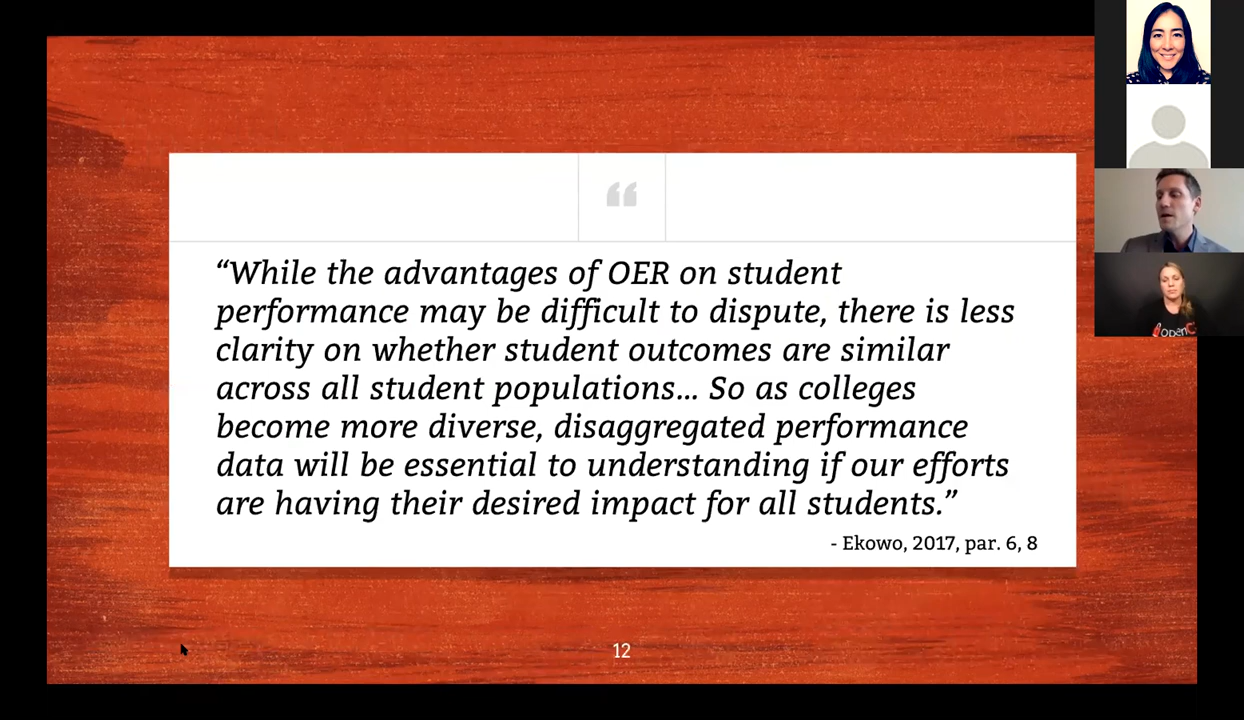 “While the advantages of OER on student
performance may be difficult to dispute, there is less
clarity on whether student outcomes are similar
across all student populations... So as colleges
become more diverse, disaggregated performance
data will be essential to understanding if our efforts
are having their desired impact for all students.”
- Ekowo, 2017, par. 6, 8
12
open